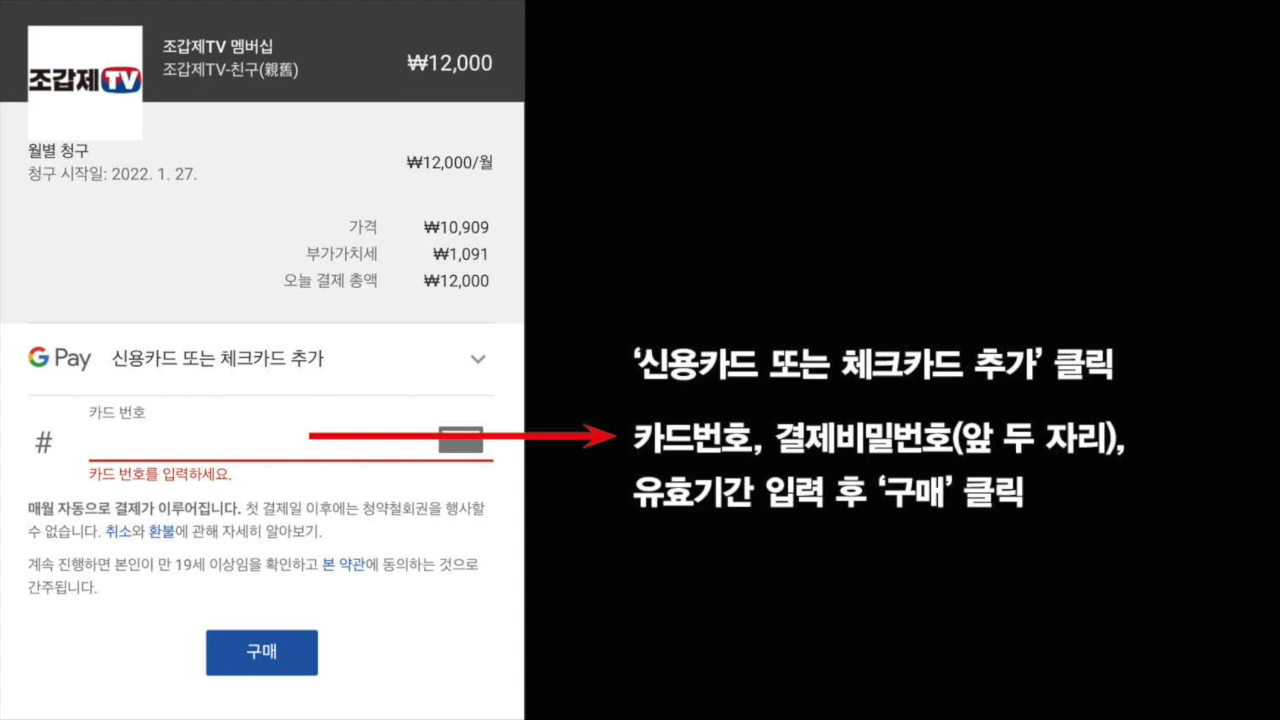 조갑제TV
조갑제TV 멤버십
조갑제TV-친구(親舊)
₩12,000
월별 청구
청구 시작일: 2022. 1. 27.
₩12,000/월
가격 ₩10,909
부가가치세 ₩1,091
오늘 결제 총액 ₩12,000
G Pay 신용카드 또는 체크카드 추가
카드 번호
#
카드 번호를 입력하세요.
매월 자동으로 결제가 이루어집니다. 첫 결제일 이후에는 청약철회권을 행사할
수 없습니다. 취소와 환불에 관해 자세히 알아보기.
계속 진행하면 본인이 만 19세 이상임을 확인하고 본 약관에 동의하는 것으로
간주됩니다.
구매
‘신용카드 또는 체크카드 추가’ 클릭
카드번호, 결제비밀번호(앞 두 자리),
유효기간 입력 후 ‘구매’ 클릭